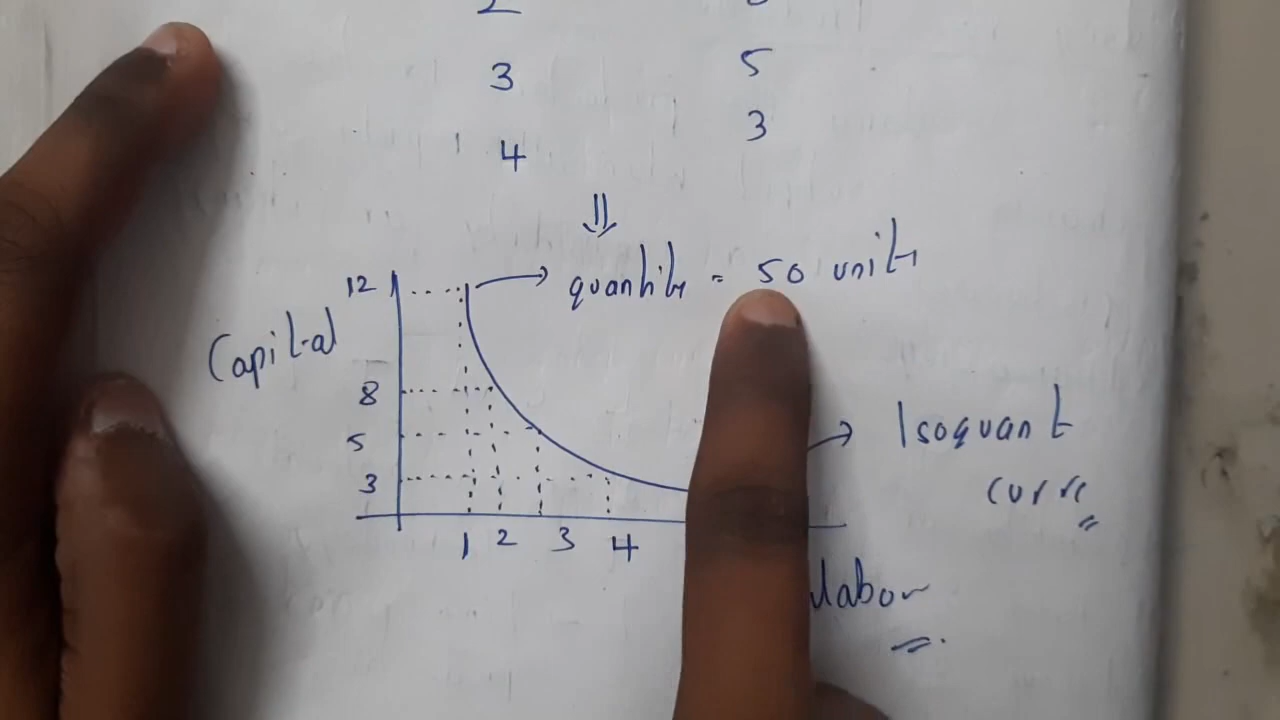 3 5
4 3
⇓
12 → quantity = 50 units
Capital
8
5 → Isoquant
3 curve
1 2 3 4
labor